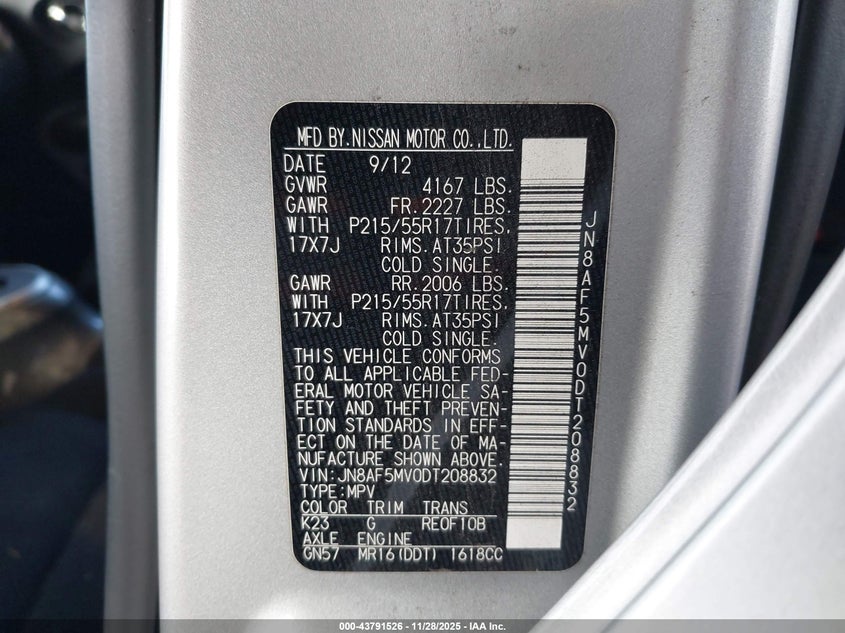 MFD BY.NISSAN MOTOR CO.,LTD.
DATE 9/12
GVWR 4167 LBS.
GAWR FR.2227 LBS.
WITH P215/55R17TIRES,
17X7J RIMS.AT35PSI
COLD SINGLE.
GAWR RR.2006 LBS.
WITH P215/55R17TIRES,
17X7J RIMS.AT35PSI
COLD SINGLE.
THIS VEHICLE CONFORMS
TO ALL APPLICABLE FED-
ERAL MOTOR VEHICLE SA-
FETY AND THEFT PREVEN-
TION STANDARDS IN EFF-
ECT ON THE DATE OF MA-
NUFACTURE SHOWN ABOVE.
VIN:JN8AF5MV0DT208832
TYPE:MPV
COLOR TRIM TRANS
K23 G RE0F10B
AXLE ENGINE
GN57 MR16(DDT) 1618CC
JN8AF5MV0DT208832
000-43791526 | 11/28/2025 | IAA Inc.